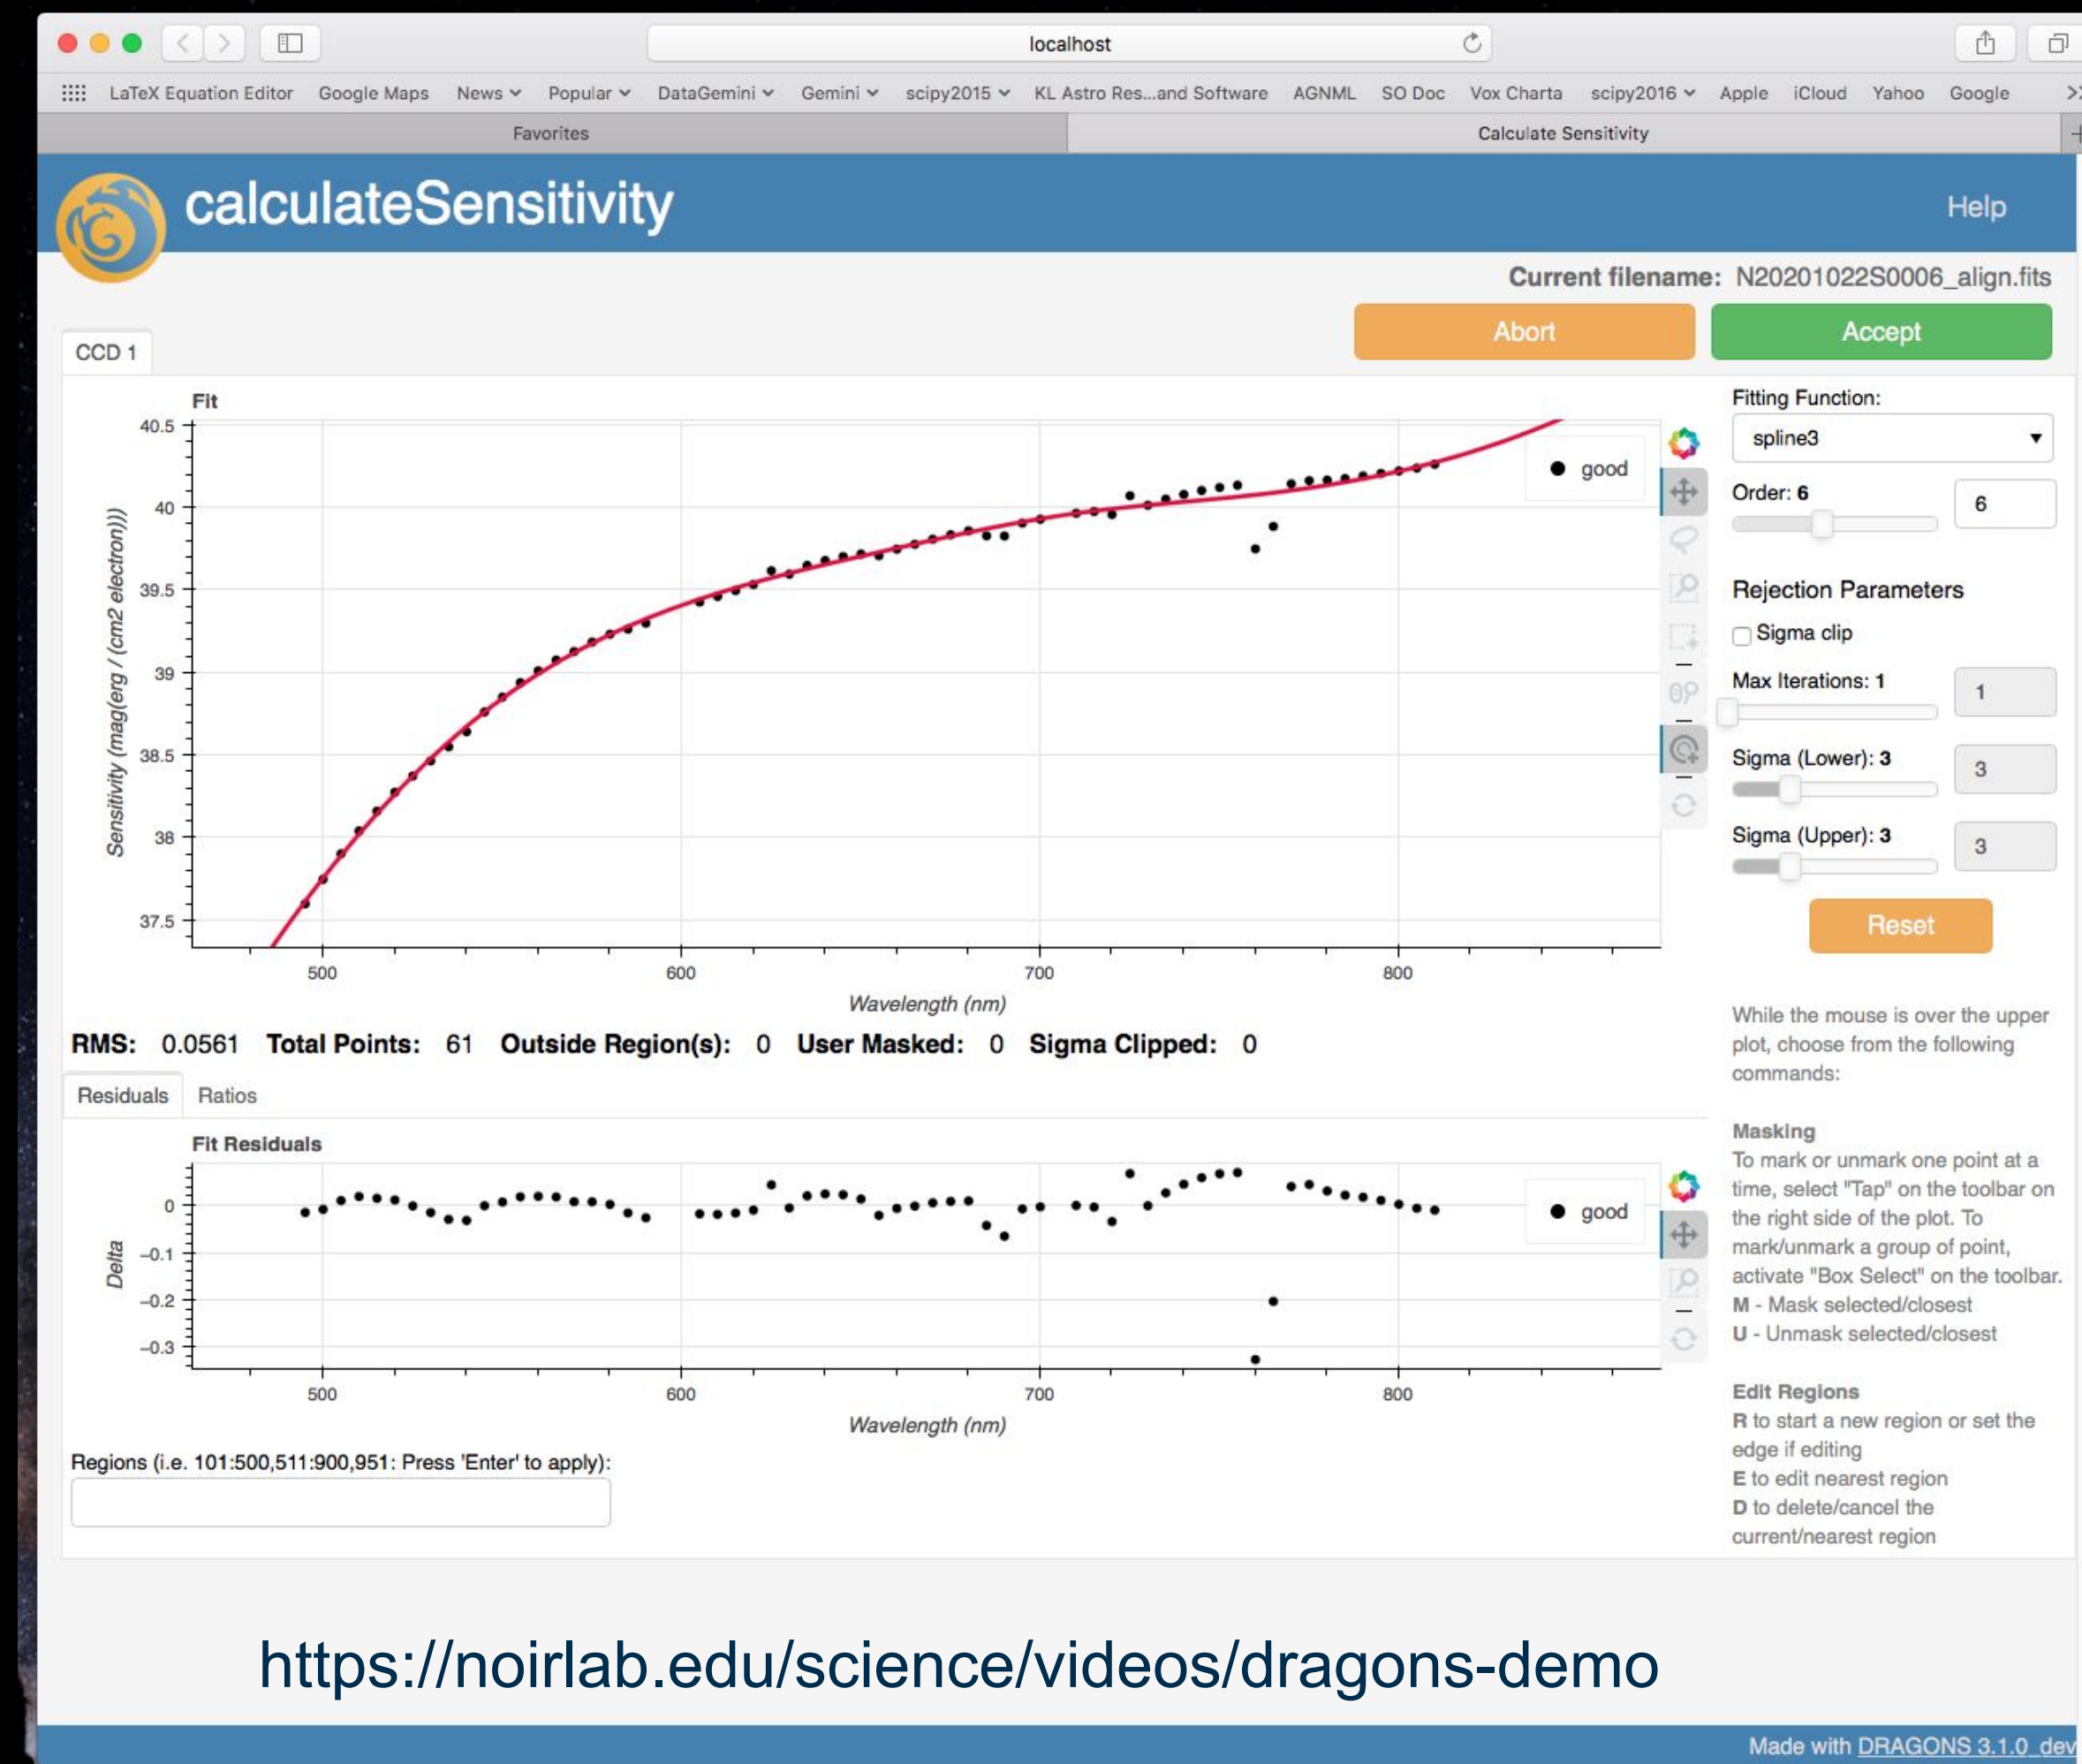 localhost
LaTeX Equation Editor Google Maps News Popular DataGemini Gemini scipy2015 KL Astro Res...and Software AGNML SO Doc Vox Charta scipy2016 Apple iCloud Yahoo Google >>
Favorites Calculate Sensitivity +
calculateSensitivity Help
Current filename: N20201022S0006_align.fits
Abort Accept
CCD 1
Fit
40.5
40
39.5
39
38.5
38
37.5
Sensitivity (mag(erg / (cm2 electron)))
good
500 600 700 800
Wavelength (nm)
Fitting Function:
spline3
Order: 6 6
Rejection Parameters
Sigma clip
Max Iterations: 1 1
Sigma (Lower): 3 3
Sigma (Upper): 3 3
Reset
RMS: 0.0561 Total Points: 61 Outside Region(s): 0 User Masked: 0 Sigma Clipped: 0
Residuals Ratios
Fit Residuals
0
−0.1
−0.2
−0.3
Delta
good
500 600 700 800
Wavelength (nm)
Regions (i.e. 101:500,511:900,951: Press 'Enter' to apply):
While the mouse is over the upper
plot, choose from the following
commands:
Masking
To mark or unmark one point at a
time, select "Tap" on the toolbar on
the right side of the plot. To
mark/unmark a group of point,
activate "Box Select" on the toolbar.
M - Mask selected/closest
U - Unmask selected/closest
Edit Regions
R to start a new region or set the
edge if editing
E to edit nearest region
D to delete/cancel the
current/nearest region
https://noirlab.edu/science/videos/dragons-demo
Made with DRAGONS 3.1.0_dev